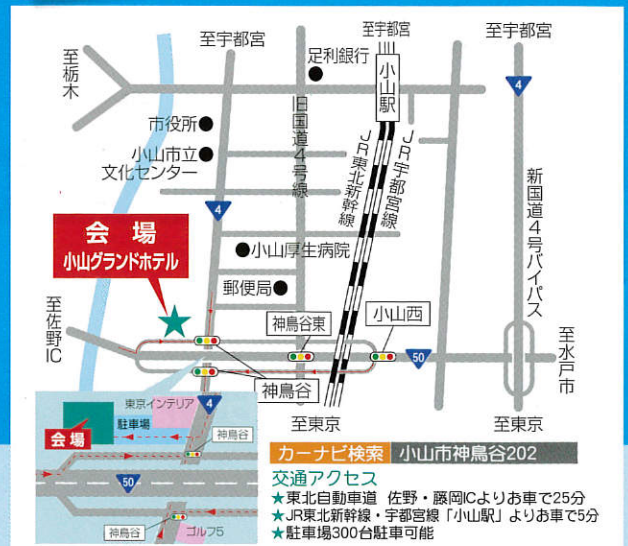 至宇都宮
至宇都宮
至宇都宮
至栃木
足利銀行
小山駅
4
市役所
小山市立
文化センター
旧国道4号線
JR東北新幹線
JR宇都宮線
新国道4号バイパス
4
会場
小山グランドホテル
小山厚生病院
郵便局
至佐野IC
神鳥谷東
小山西
50
至水戸市
神鳥谷
至東京
至東京
東京インテリア
4
駐車場
会場
神鳥谷
50
神鳥谷
ゴルフ5
カーナビ検索 小山市神鳥谷202
交通アクセス
★東北自動車道 佐野・藤岡ICよりお車で25分
★JR東北新幹線・宇都宮線「小山駅」よりお車で5分
★駐車場300台駐車可能